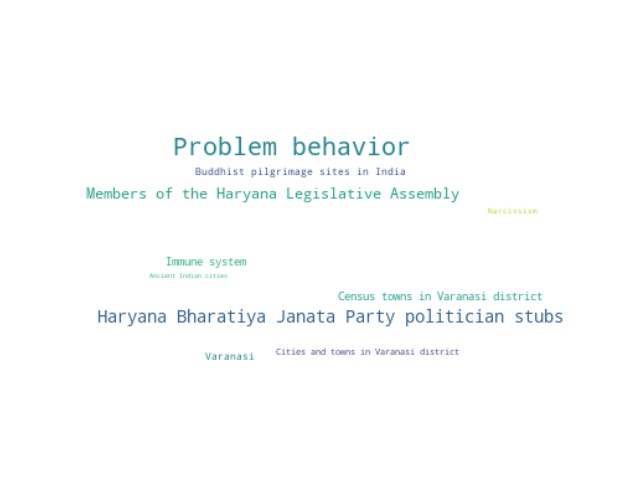 Problem behavior
Buddhist pilgrimage sites in India
Members of the Haryana Legislative Assembly
Narcissism
Immune system
Ancient Indian cities
Census towns in Varanasi district
Haryana Bharatiya Janata Party politician stubs
Varanasi
Cities and towns in Varanasi district